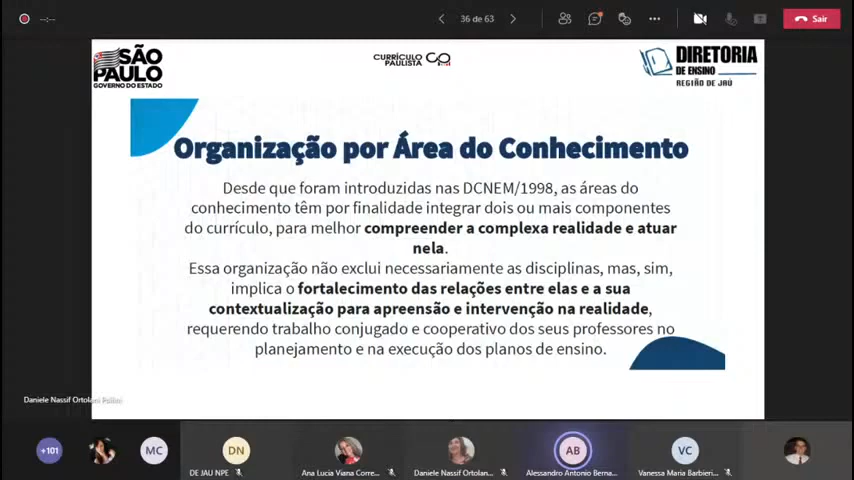 --:--
36 de 63
Sair
SÃO
PAULO
GOVERNO DO ESTADO
CURRÍCULO
PAULISTA
DIRETORIA
DE ENSINO
REGIÃO DE JAÚ
Organização por Área do Conhecimento
Desde que foram introduzidas nas DCNEM/1998, as áreas do
conhecimento têm por finalidade integrar dois ou mais componentes
do currículo, para melhor compreender a complexa realidade e atuar
nela.
Essa organização não exclui necessariamente as disciplinas, mas, sim,
implica o fortalecimento das relações entre elas e a sua
contextualização para apreensão e intervenção na realidade,
requerendo trabalho conjugado e cooperativo dos seus professores no
planejamento e na execução dos planos de ensino.
Daniele Nassif Ortolani
+101
MC
DN
AB
VC
DE JAU NPE
Ana Lucia Viana Corre...
Daniele Nassif Ortolan...
Alessandro Antonio Berna...
Vanessa Maria Barbieri...